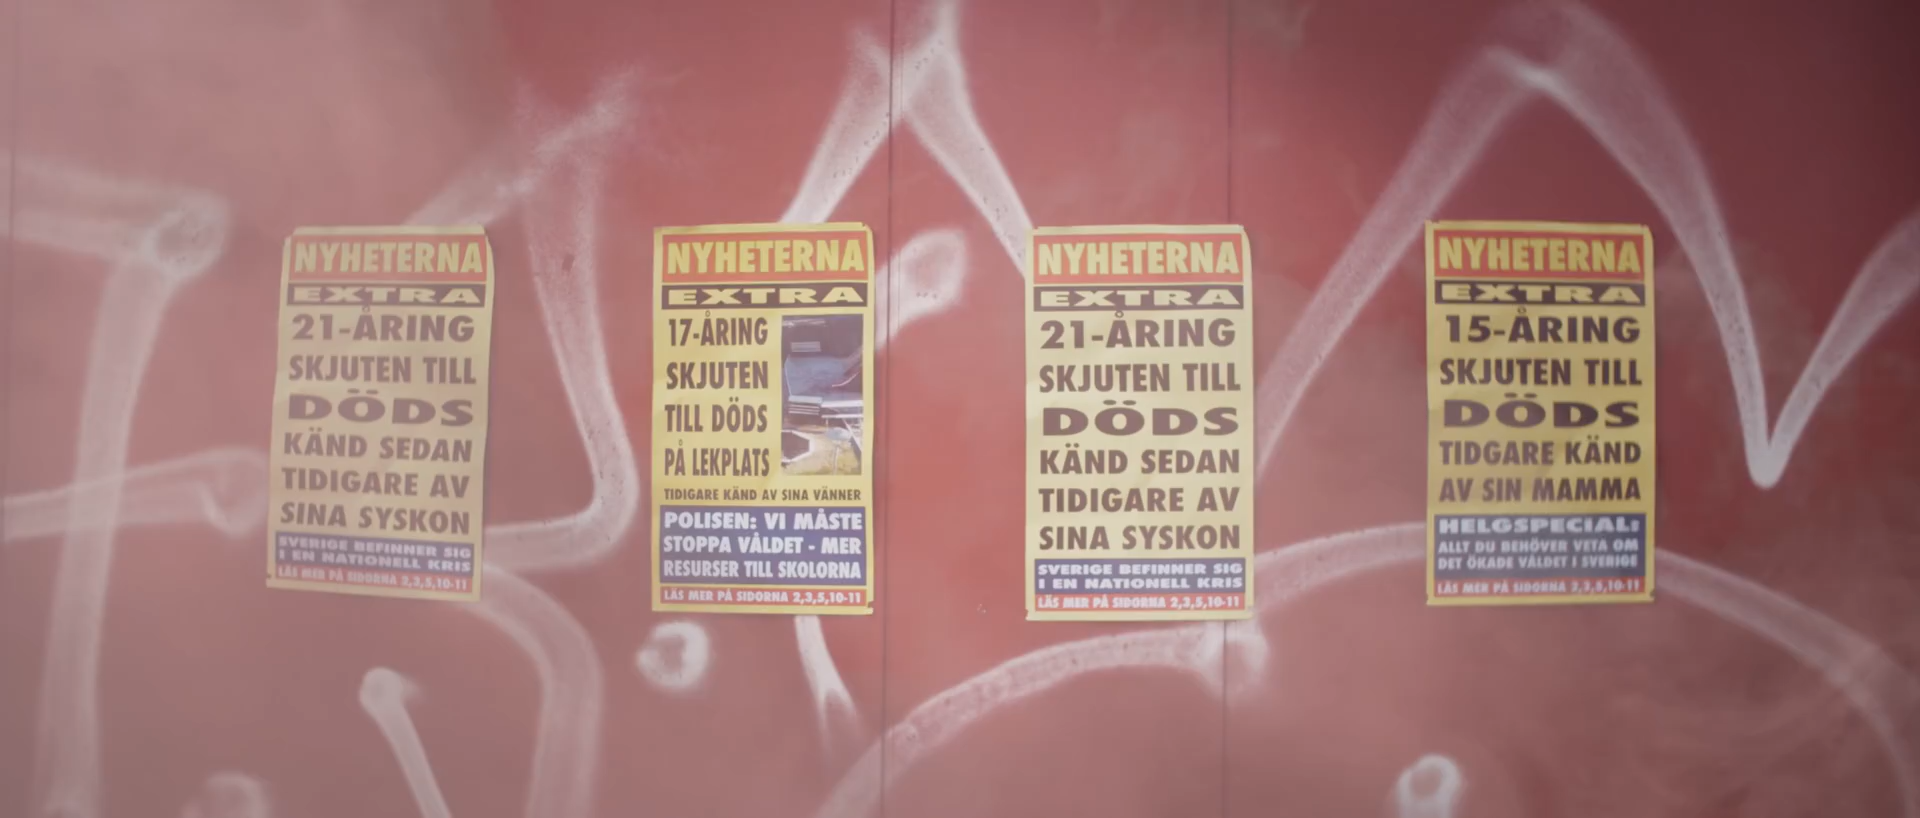 NYHETERNA
EXTRA
21-ÅRING
SKJUTEN TILL
DÖDS
KÄND SEDAN
TIDIGARE AV
SINA SYSKON
SVERIGE BEFINNER SIG
I EN NATIONELL KRIS
LÄS MER PÅ SIDORNA 2,3,5,10-11
NYHETERNA
EXTRA
17-ÅRING
SKJUTEN
TILL DÖDS
PÅ LEKPLATS
TIDIGARE KÄND AV SINA VÄNNER
POLISEN: VI MÅSTE
STOPPA VÅLDET - MER
RESURSER TILL SKOLORNA
LÄS MER PÅ SIDORNA 2,3,5,10-11
NYHETERNA
EXTRA
21-ÅRING
SKJUTEN TILL
DÖDS
KÄND SEDAN
TIDIGARE AV
SINA SYSKON
SVERIGE BEFINNER SIG
I EN NATIONELL KRIS
LÄS MER PÅ SIDORNA 2,3,5,10-11
NYHETERNA
EXTRA
15-ÅRING
SKJUTEN TILL
DÖDS
TIDGARE KÄND
AV SIN MAMMA
HELGSPECIAL:
ALLT DU BEHÖVER VETA OM
DET ÖKADE VÅLDET I SVERIGE
LÄS MER PÅ SIDORNA 2,3,5,10-11